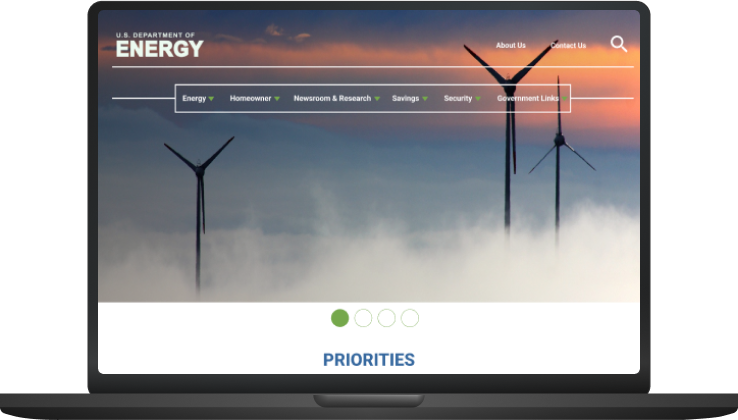 U.S. DEPARTMENT OF
ENERGY
About Us Contact Us
Energy Homeowner Newsroom & Research Savings Security Government Links
PRIORITIES